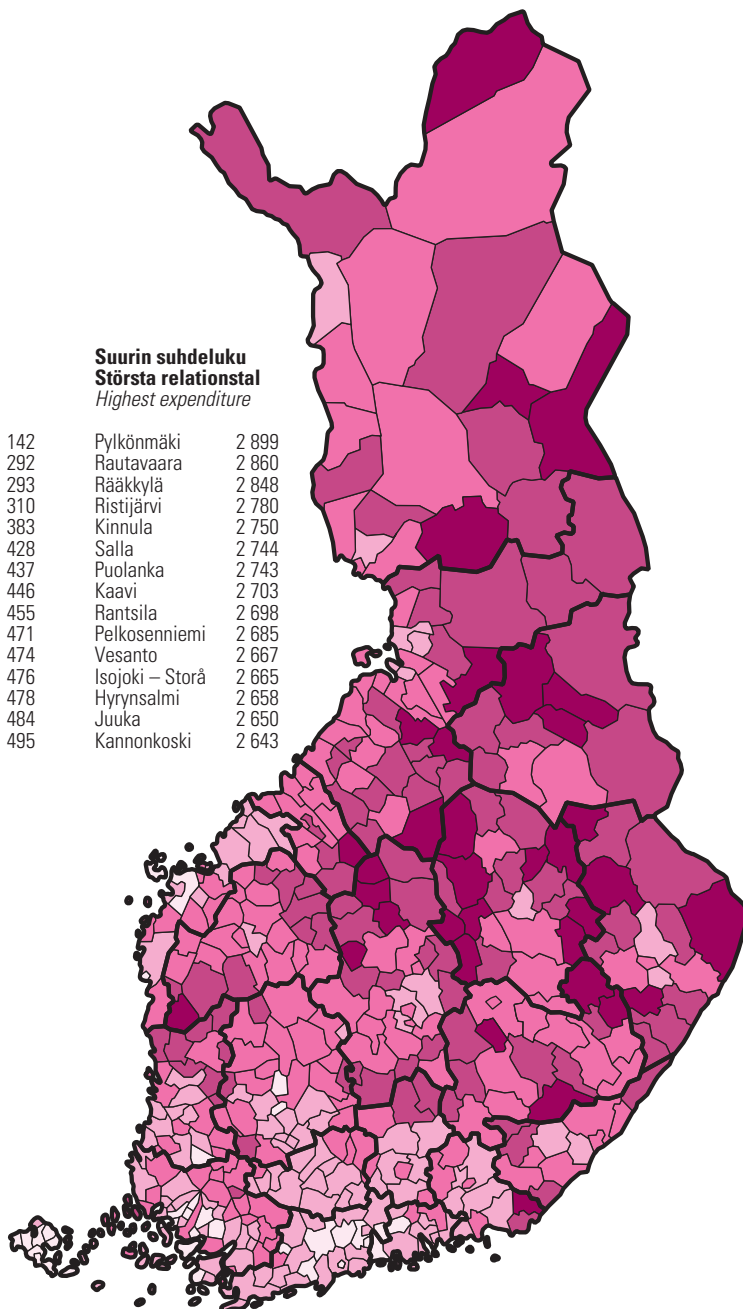 Suurin suhdeluku
Största relationstal
Highest expenditure
142 Pylkönmäki 2 899
292 Rautavaara 2 860
293 Rääkkylä 2 848
310 Ristijärvi 2 780
383 Kinnula 2 750
428 Salla 2 744
437 Puolanka 2 743
446 Kaavi 2 703
455 Rantsila 2 698
471 Pelkosenniemi 2 685
474 Vesanto 2 667
476 Isojoki – Storå 2 665
478 Hyrynsalmi 2 658
484 Juuka 2 650
495 Kannonkoski 2 643